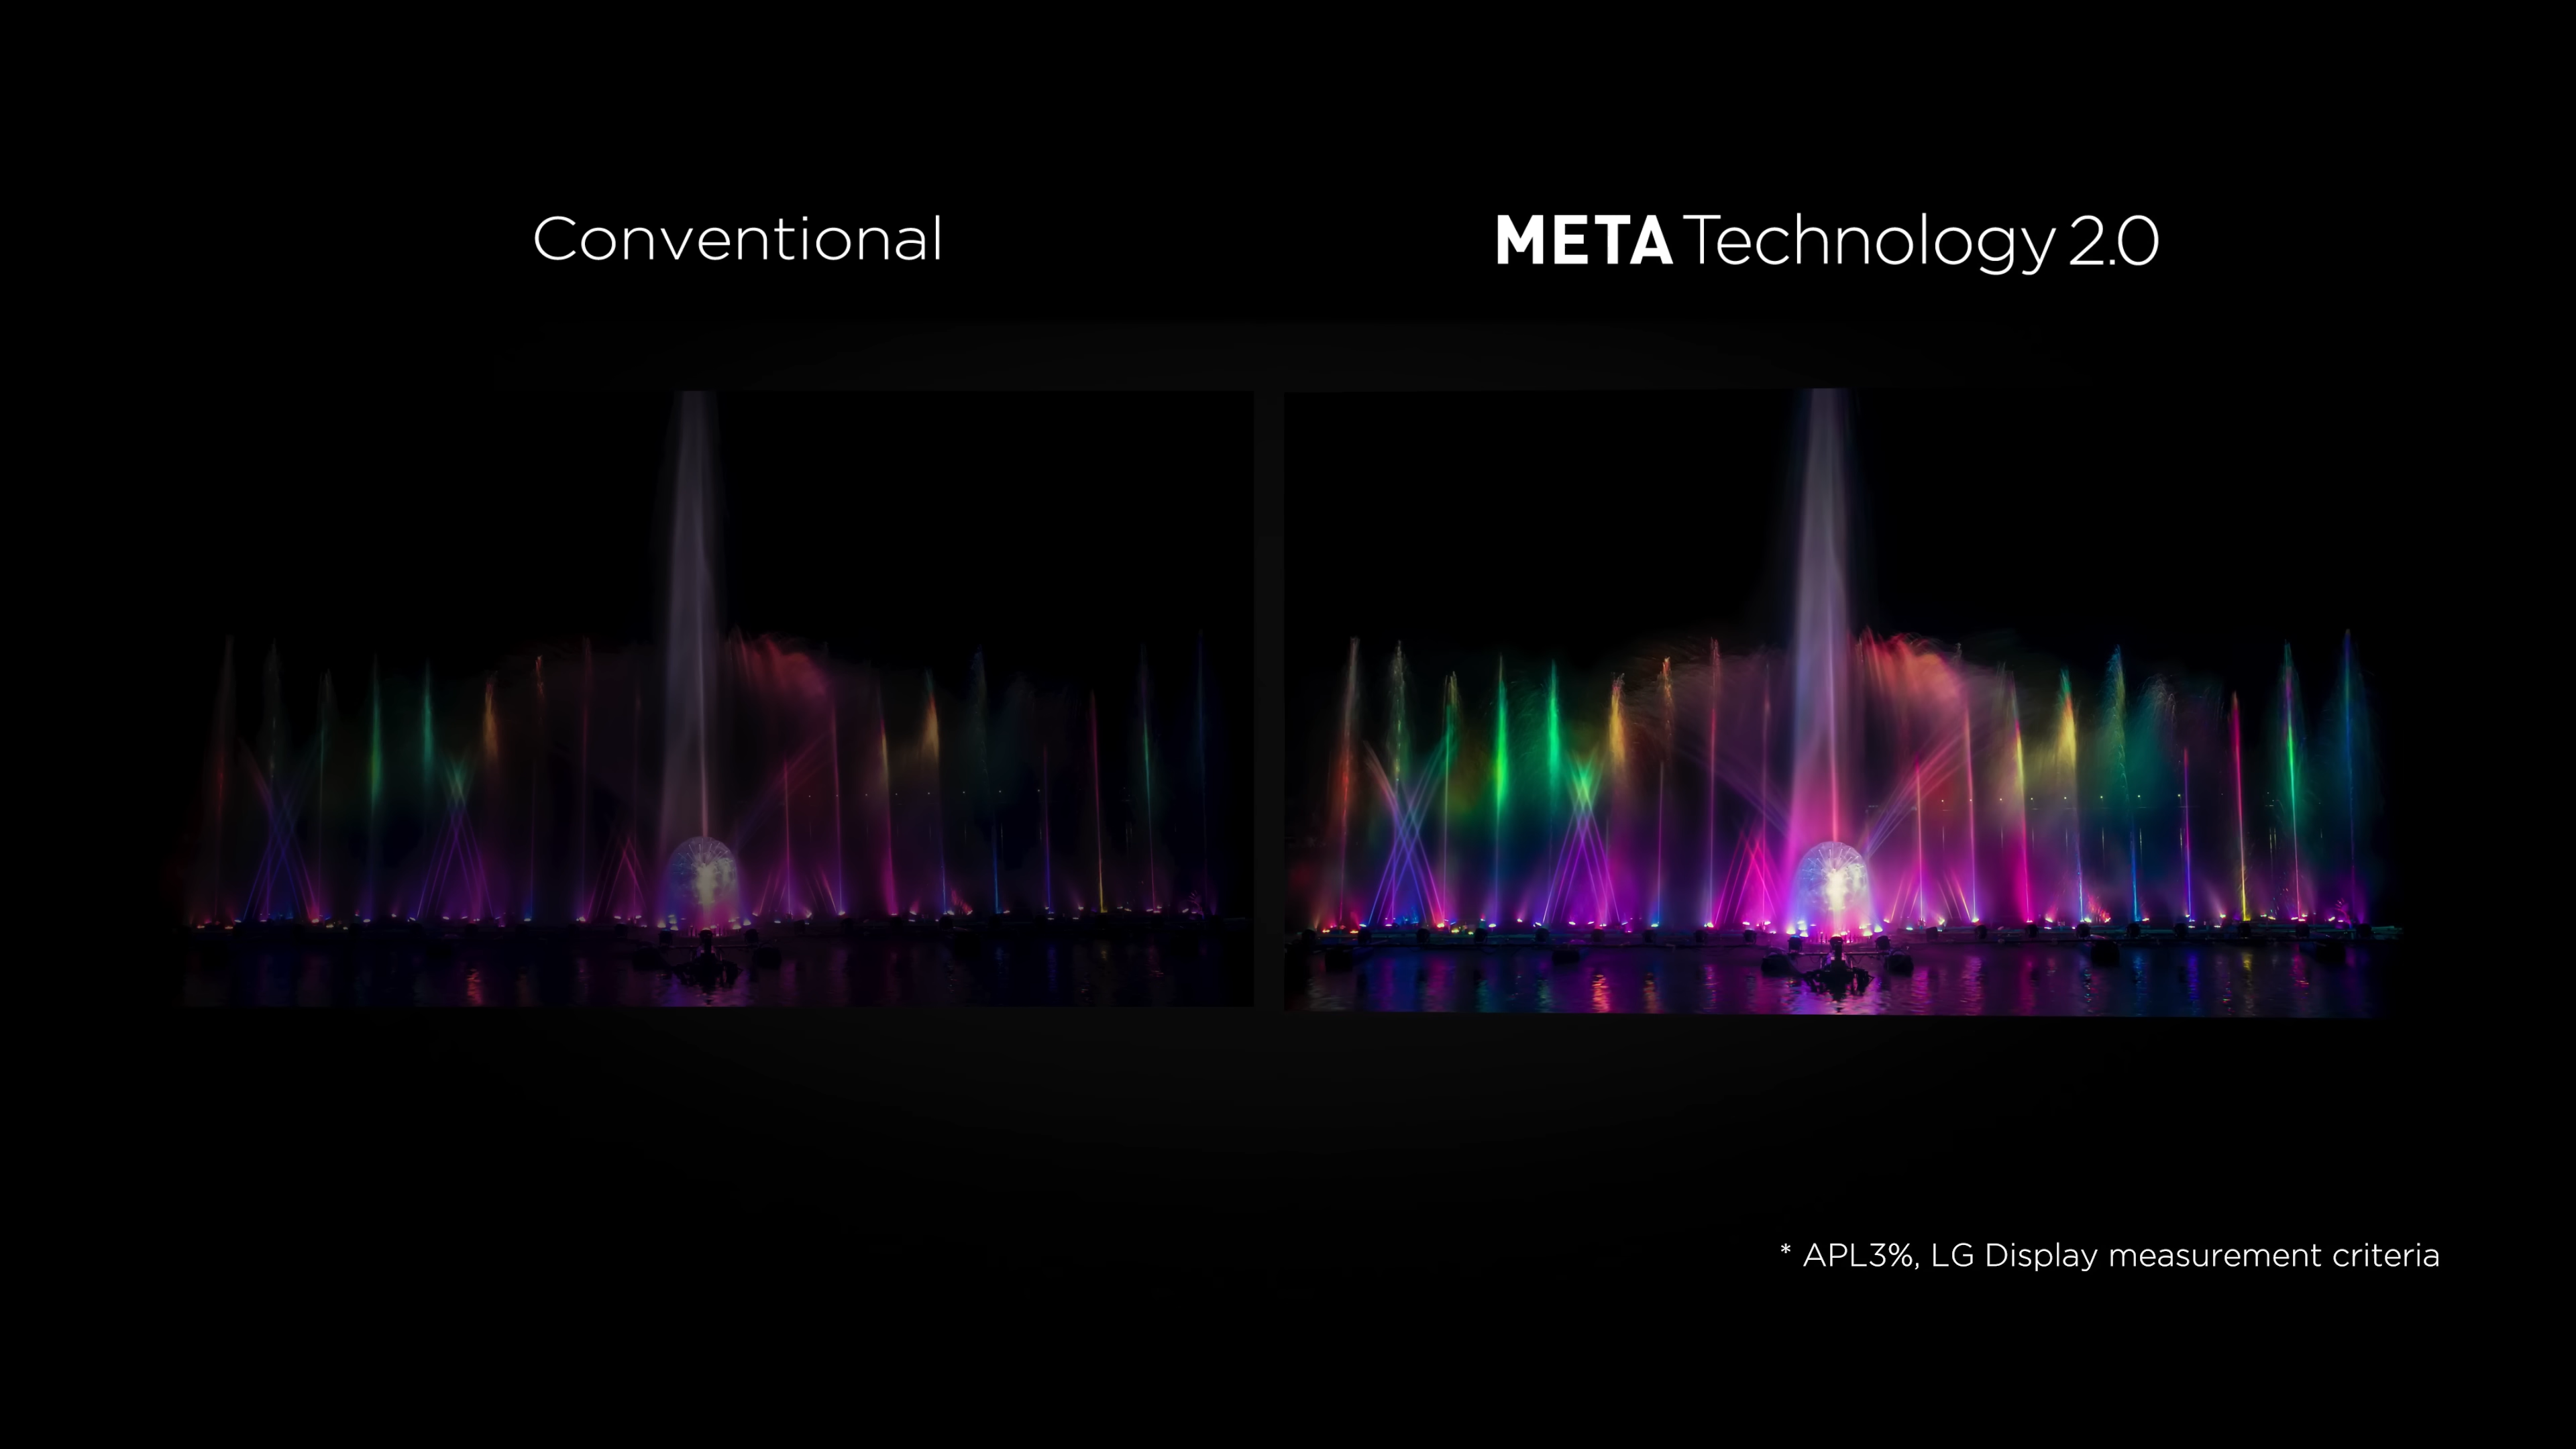 Conventional
META Technology 2.0
* APL3%, LG Display measurement criteria